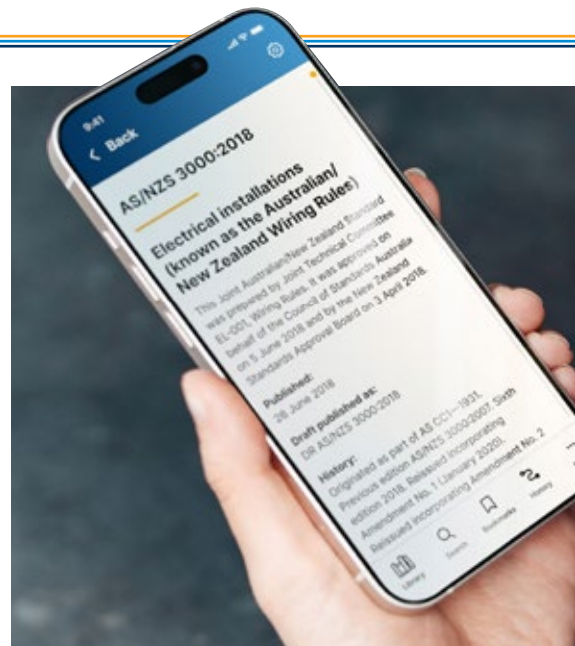 9:41
Back
AS/NZS 3000:2018
Electrical installations
(known as the Australian/
New Zealand Wiring Rules)
This Joint Australian/New Zealand Standard
was prepared by Joint Technical Committee
EL-001, Wiring Rules. It was approved on
behalf of the Council of Standards Australia
on 5 June 2018 and by the New Zealand
Standards Approval Board on 3 April 2018.
Published:
26 June 2018
Draft published as:
DR AS/NZS 3000:2018
History:
Originated as part of AS CC1—1931.
Previous edition AS/NZS 3000:2007. Sixth
edition 2018. Reissued incorporating
Amendment No. 1 (January 2020).
Reissued incorporating Amendment No. 2
Library
Search
Bookmarks
History